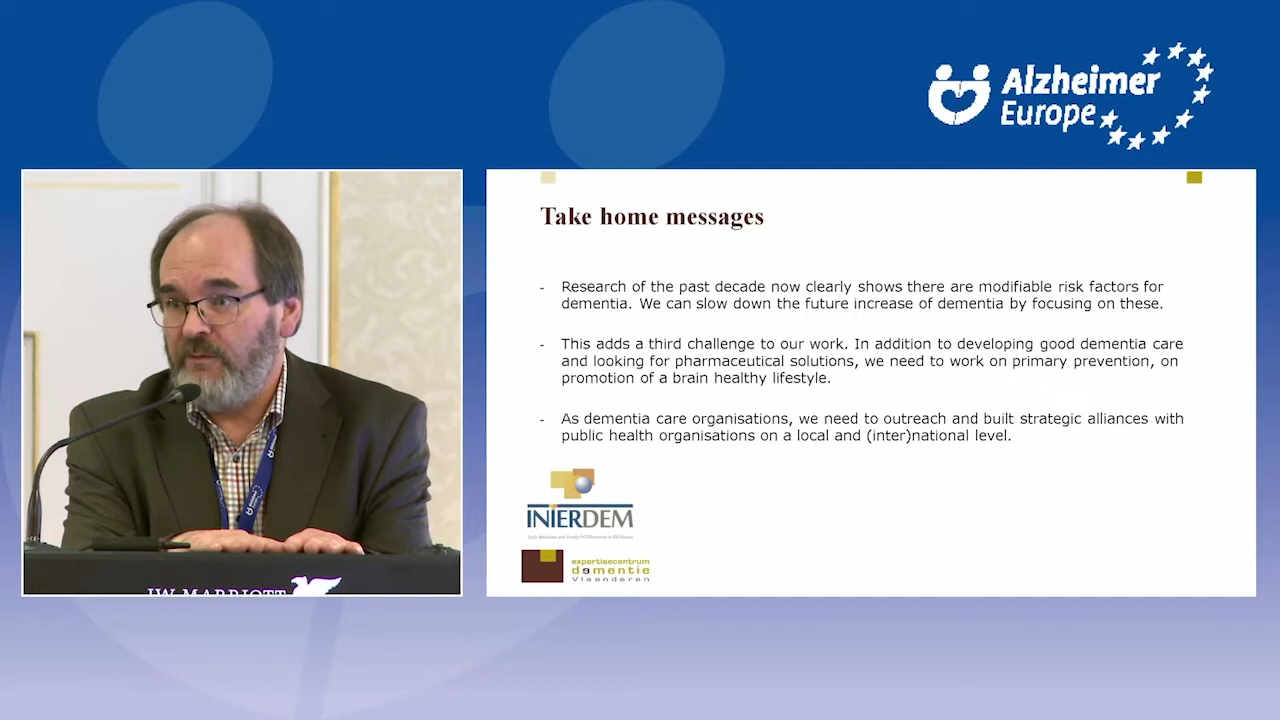 Alzheimer
Europe
Take home messages
- Research of the past decade now clearly shows there are modifiable risk factors for
dementia. We can slow down the future increase of dementia by focusing on these.
- This adds a third challenge to our work. In addition to developing good dementia care
and looking for pharmaceutical solutions, we need to work on primary prevention, on
promotion of a brain healthy lifestyle.
- As dementia care organisations, we need to outreach and built strategic alliances with
public health organisations on a local and (inter)national level.
INTERDEM
expertisecentrum
dementie
Vlaanderen
JW MARRIOTT